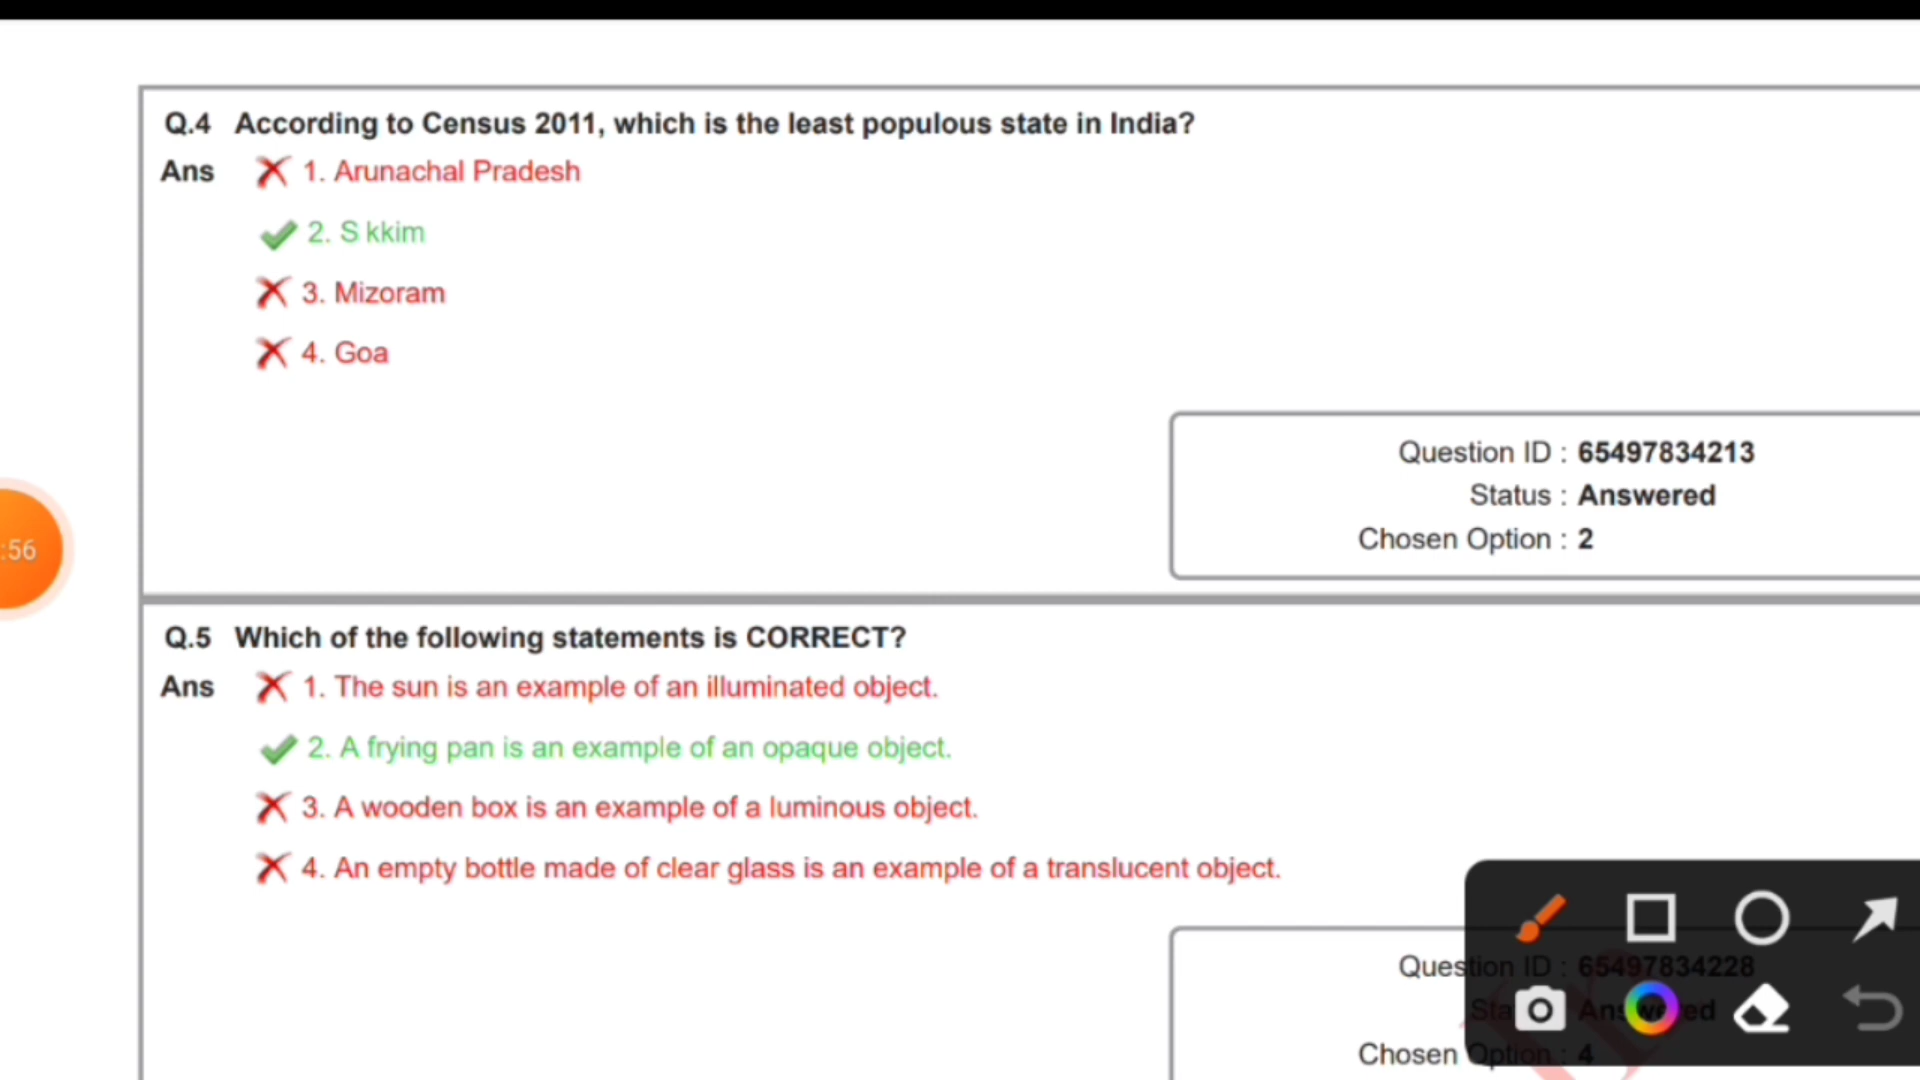 Q.4 According to Census 2011, which is the least populous state in India?
Ans 1. Arunachal Pradesh
2. S kkim
3. Mizoram
4. Goa
Question ID : 65497834213
Status : Answered
Chosen Option : 2
:56
Q.5 Which of the following statements is CORRECT?
Ans 1. The sun is an example of an illuminated object.
2. A frying pan is an example of an opaque object.
3. A wooden box is an example of a luminous object.
4. An empty bottle made of clear glass is an example of a translucent object.
Question ID : 65497834228
Chosen Option : 4